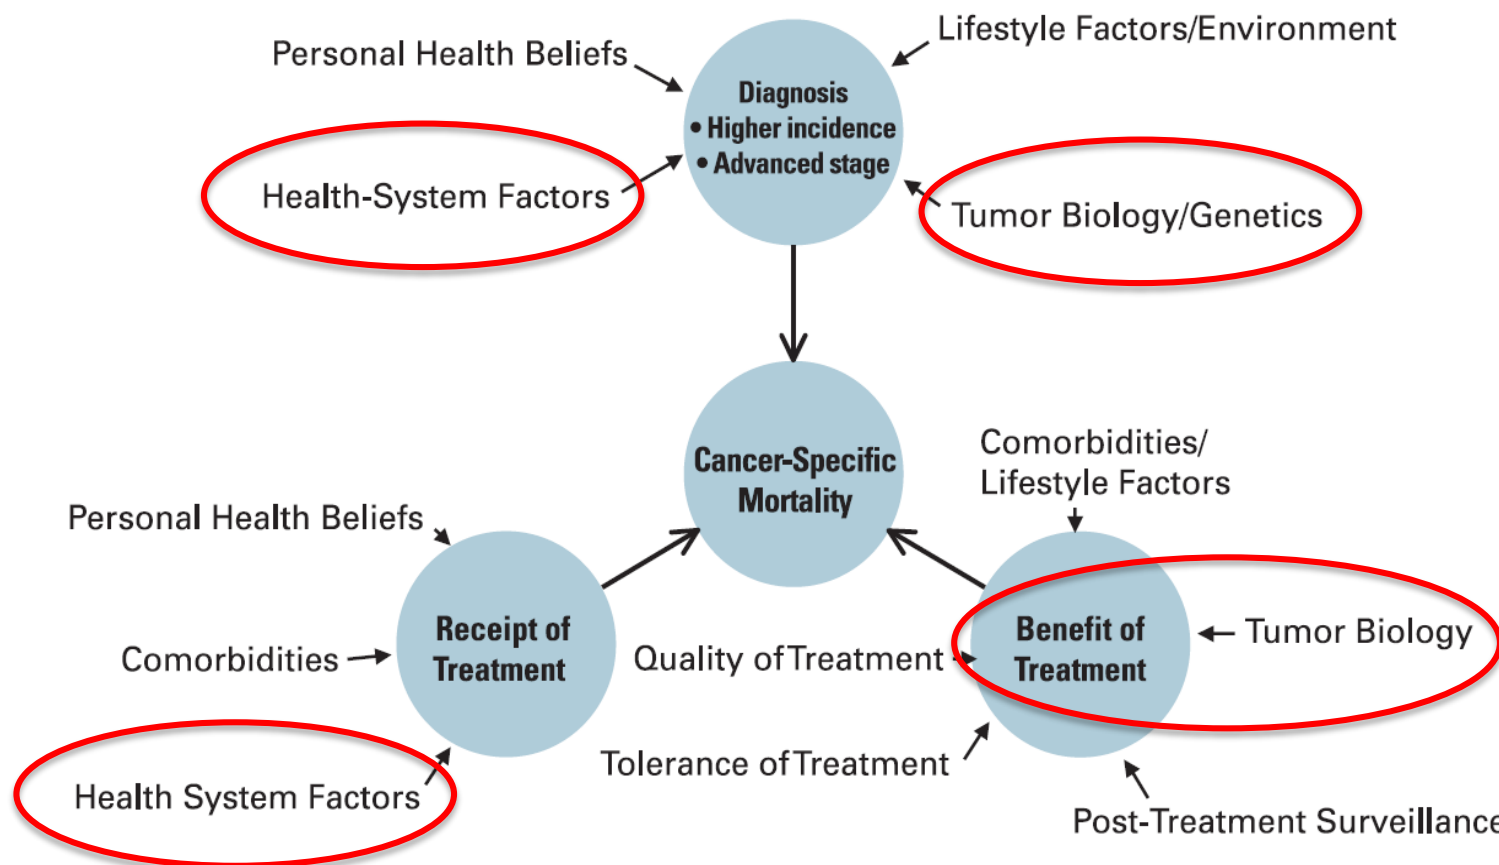 Personal Health Beliefs
Lifestyle Factors/Environment
Diagnosis
• Higher incidence
• Advanced stage
Health-System Factors
Tumor Biology/Genetics
Cancer-Specific
Mortality
Comorbidities/
Lifestyle Factors
Personal Health Beliefs
Receipt of
Treatment
Benefit of
Treatment
Tumor Biology
Comorbidities
Quality of Treatment
Tolerance of Treatment
Health System Factors
Post-Treatment Surveillance